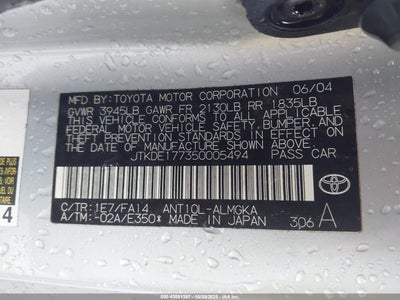 MFD.BY:TOYOTA MOTOR CORPORATION 06/04
GVWR 3945LB GAWR FR 2130LB RR 1835LB
THIS VEHICLE CONFORMS TO ALL APPLICABLE
FEDERAL MOTOR VEHICLE SAFETY, BUMPER,
AND THEFT PREVENTION STANDARDS IN EFFECT
ON THE DATE OF MANUFACTURE SHOWN ABOVE.
JTKDE177350005494 PASS CAR
C/TR:1E7/FA14 ANT10L-ALMGKA
A/TM:-02A/E350* MADE IN JAPAN 306 A
TOYOTA
4